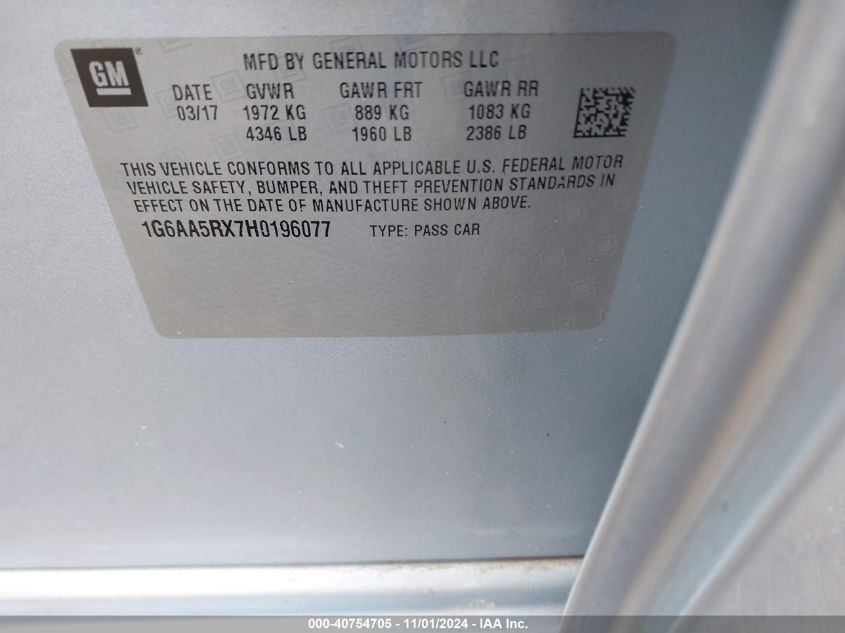 GM®
MFD BY GENERAL MOTORS LLC
DATE GVWR GAWR FRT GAWR RR
03/17 1972 KG 889 KG 1083 KG
4346 LB 1960 LB 2386 LB
THIS VEHICLE CONFORMS TO ALL APPLICABLE U.S. FEDERAL MOTOR
VEHICLE SAFETY, BUMPER, AND THEFT PREVENTION STANDARDS IN
EFFECT ON THE DATE OF MANUFACTURE SHOWN ABOVE.
1G6AA5RX7H0196077 TYPE: PASS CAR
000-40754705 - 11/01/2024 - IAA Inc.